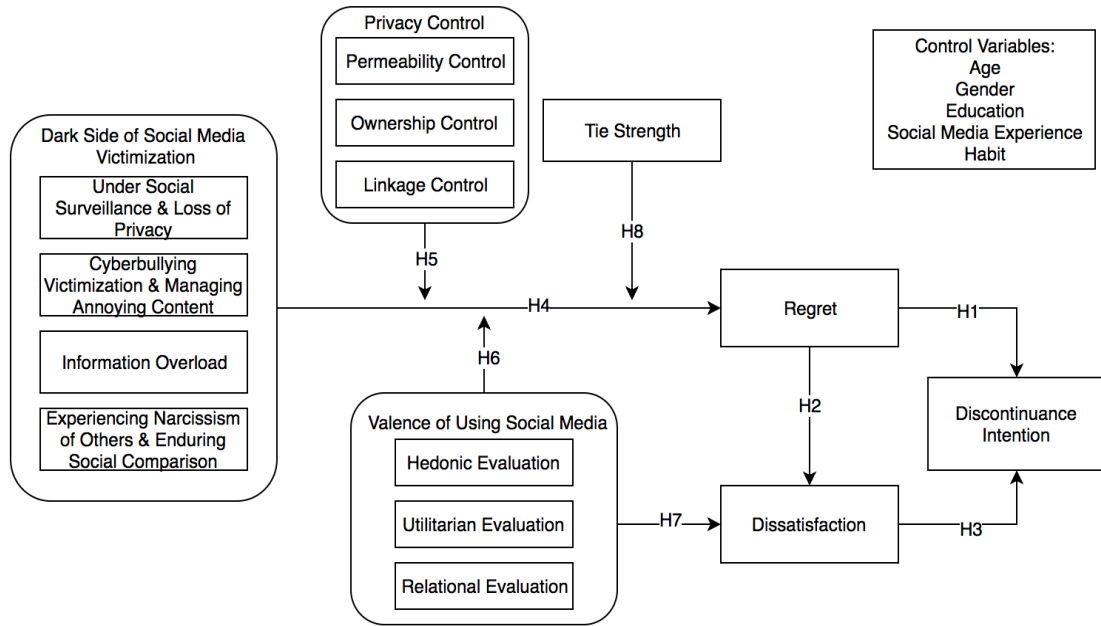 Privacy Control
Permeability Control
Ownership Control
Linkage Control
Control Variables:
Age
Gender
Education
Social Media Experience
Habit
Tie Strength
Dark Side of Social Media
Victimization
Under Social
Surveillance & Loss of
Privacy
Cyberbullying
Victimization & Managing
Annoying Content
Information Overload
Experiencing Narcissism
of Others & Enduring
Social Comparison
H5
H8
H4
H6
Regret
H1
H2
Discontinuance
Intention
Valence of Using Social Media
Hedonic Evaluation
Utilitarian Evaluation
Relational Evaluation
H7
Dissatisfaction
H3